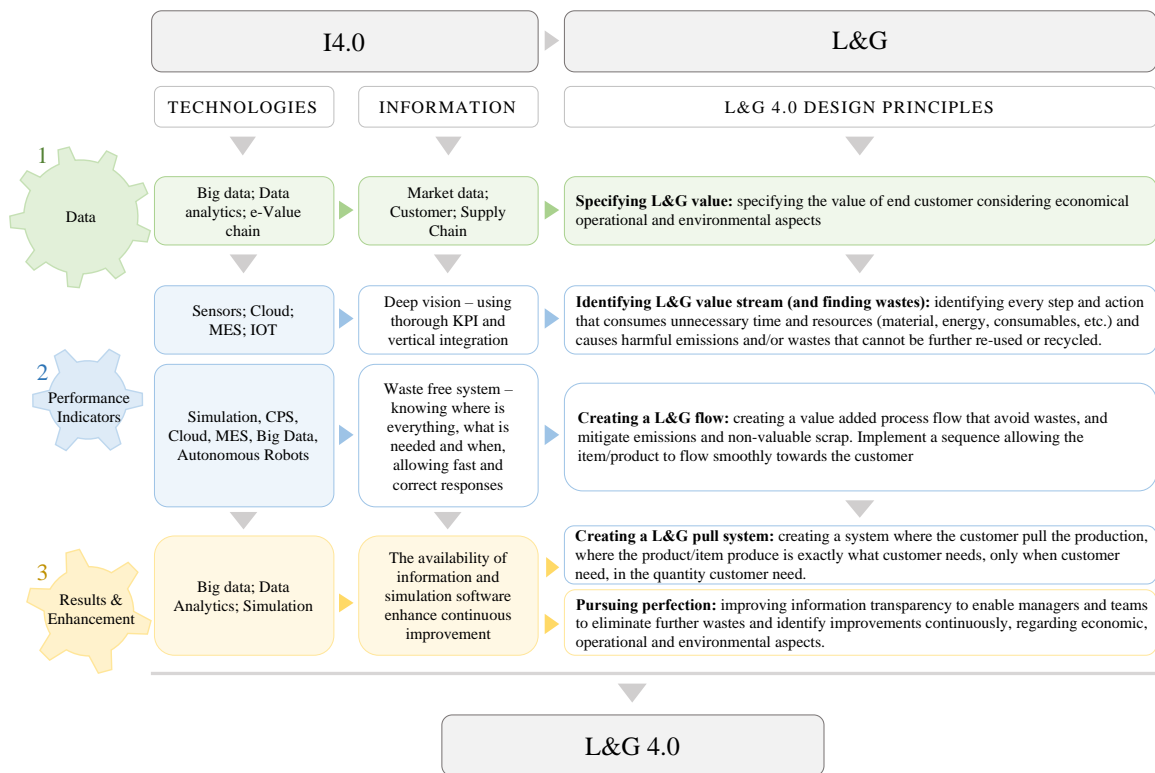 I4.0
L&G
TECHNOLOGIES
INFORMATION
L&G 4.0 DESIGN PRINCIPLES
1
Data
Big data; Data
analytics; e-Value
chain
Market data;
Customer; Supply
Chain
Specifying L&G value: specifying the value of end customer considering economical
operational and environmental aspects
2
Performance
Indicators
Sensors; Cloud;
MES; IOT
Deep vision – using
thorough KPI and
vertical integration
Identifying L&G value stream (and finding wastes): identifying every step and action
that consumes unnecessary time and resources (material, energy, consumables, etc.) and
causes harmful emissions and/or wastes that cannot be further re-used or recycled.
Simulation, CPS,
Cloud, MES, Big Data,
Autonomous Robots
Waste free system –
knowing where is
everything, what is
needed and when,
allowing fast and
correct responses
Creating a L&G flow: creating a value added process flow that avoid wastes, and
mitigate emissions and non-valuable scrap. Implement a sequence allowing the
item/product to flow smoothly towards the customer
3
Results &
Enhancement
Big data; Data
Analytics; Simulation
The availability of
information and
simulation software
enhance continuous
improvement
Creating a L&G pull system: creating a system where the customer pull the production,
where the product/item produce is exactly what customer needs, only when customer
need, in the quantity customer need.
Pursuing perfection: improving information transparency to enable managers and teams
to eliminate further wastes and identify improvements continuously, regarding economic,
operational and environmental aspects.
L&G 4.0